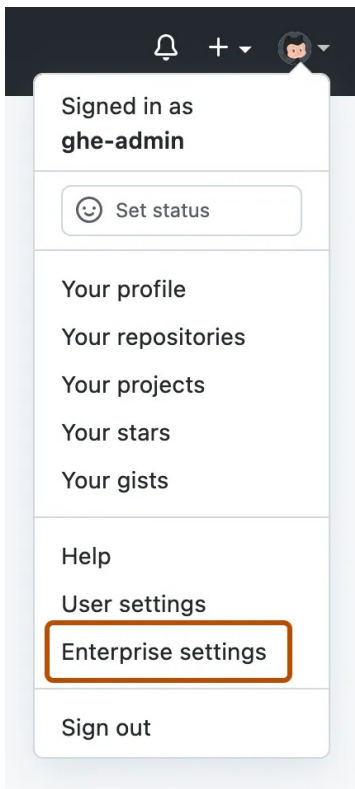 Signed in as
ghe-admin
Set status
Your profile
Your repositories
Your projects
Your stars
Your gists
Help
User settings
Enterprise settings
Sign out